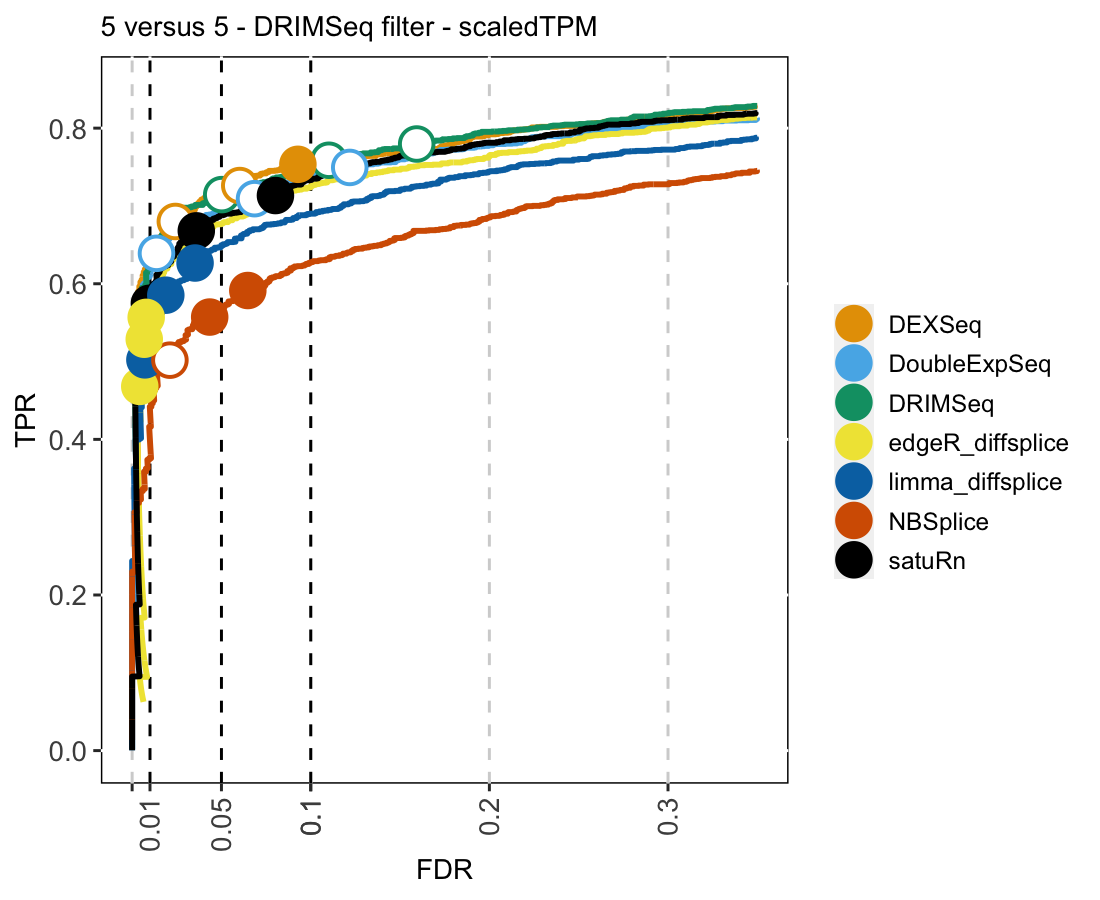 5 versus 5 - DRIMSeq filter - scaledTPM
TPR
0.8
0.6
0.4
0.2
0.0
0.01
0.05
0.1
0.2
0.3
FDR
DEXSeq
DoubleExpSeq
DRIMSeq
edgeR_diffsplice
limma_diffsplice
NBSplice
satuRn